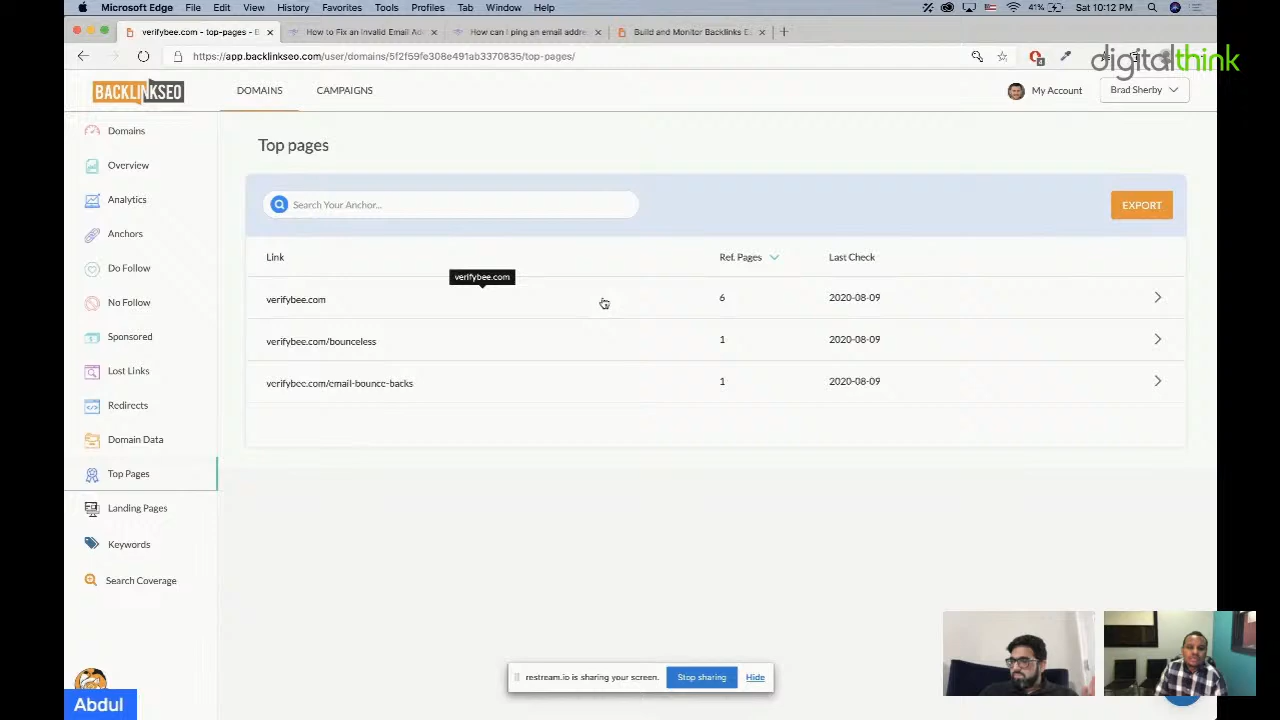 Chrome File Edit View History Favorites Tools Profiles Tab Window Help 41% Sat 10:12 PM
verifybee.com - top-pages - B × How to Fix an Invalid Email Ad × How can I ping an email addre × Build and Monitor Backlinks E ×
https://app.backlinkseo.com/user/domains/5f2f59fe308e491ab3370835/top-pages/
digitalthink
BACKLINKSEO DOMAINS CAMPAIGNS My Account Brad Sherby
Domains
Overview
Analytics
Anchors
Do Follow
No Follow
Sponsored
Lost Links
Redirects
Domain Data
Top Pages
Landing Pages
Keywords
Search Coverage
Top pages
Search Your Anchor... EXPORT
Link Ref. Pages Last Check
verifybee.com
verifybee.com 6 2020-08-09
verifybee.com/bounceless 1 2020-08-09
verifybee.com/email-bounce-backs 1 2020-08-09
restream.io is sharing your screen. Stop sharing Hide
Abdul